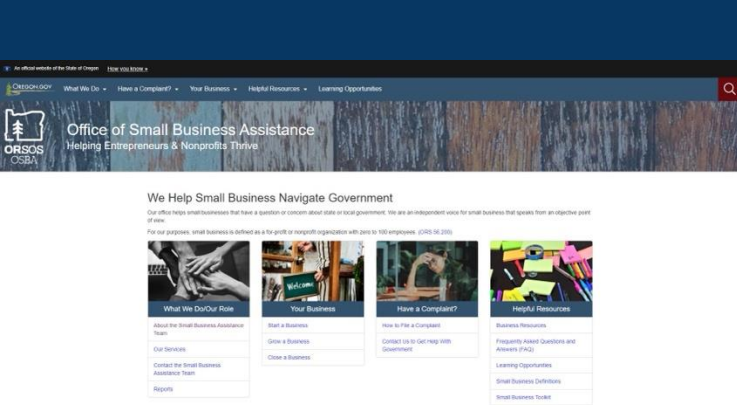 An official website of the State of Oregon How you know »
OREGON.GOV What We Do Have a Complaint? Your Business Helpful Resources Learning Opportunities
ORSOS
OSBA
Office of Small Business Assistance
Helping Entrepreneurs & Nonprofits Thrive
We Help Small Business Navigate Government
Our office helps small businesses that have a question or concern about state or local government. We are an independent voice for small business that speaks from an objective point
of view.
For our purposes, small business is defined as a for-profit or nonprofit organization with zero to 100 employees. (ORS 56.200)
Welcome
What We Do/Our Role
About the Small Business Assistance
Team
Our Services
Contact the Small Business
Assistance Team
Reports
Your Business
Start a Business
Grow a Business
Close a Business
Have a Complaint?
How to File a Complaint
Contact Us to Get Help With
Government
Helpful Resources
Business Resources
Frequently Asked Questions and
Answers (FAQ)
Learning Opportunities
Small Business Definitions
Small Business Toolkit